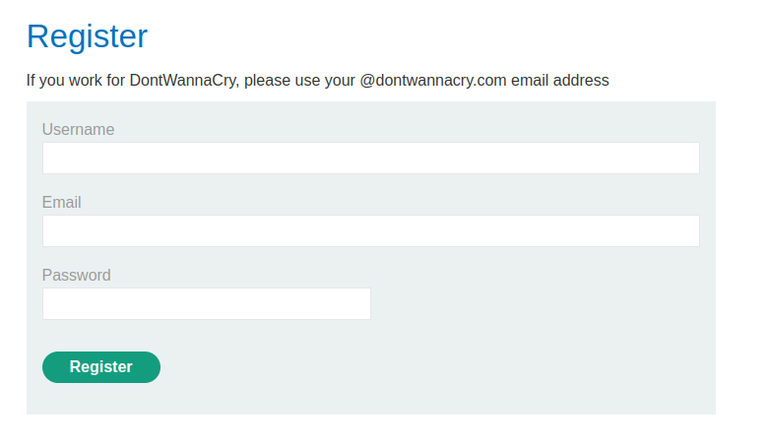 Register
If you work for DontWannaCry, please use your @dontwannacry.com email address
Username
Email
Password
Register